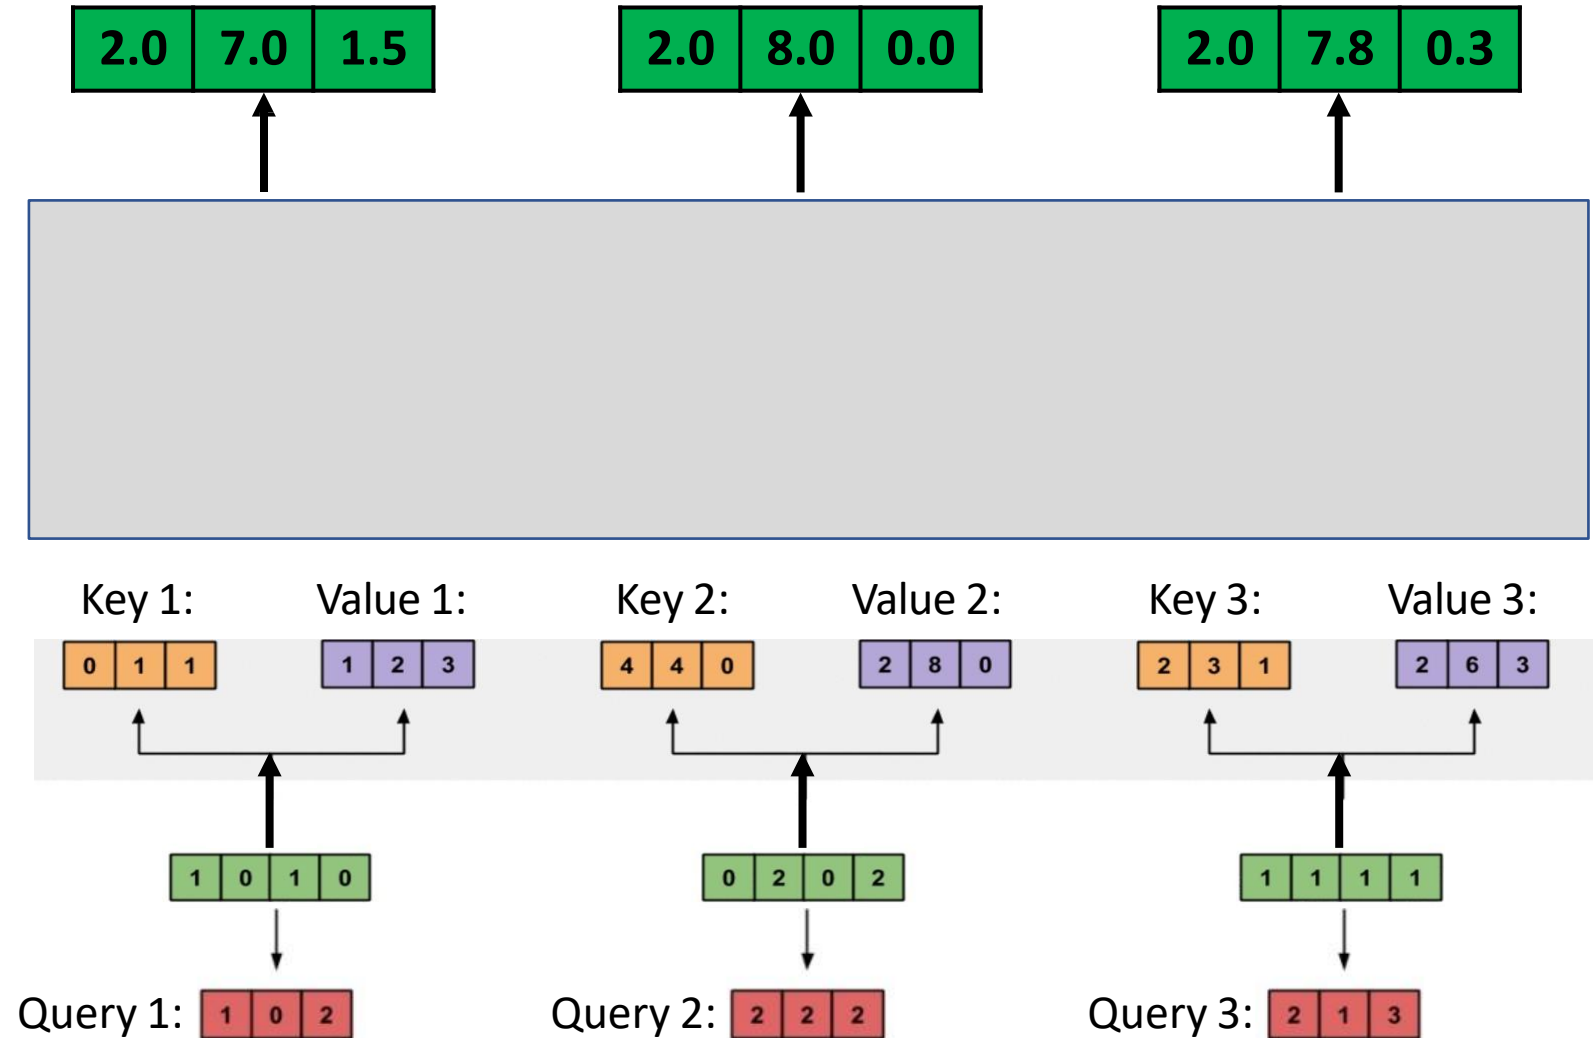 2.0 7.0 1.5 2.0 8.0 0.0 2.0 7.8 0.3
Key 1: Value 1: Key 2: Value 2: Key 3: Value 3:
0 1 1 1 2 3 4 4 0 2 8 0 2 3 1 2 6 3
1 0 1 0 0 2 0 2 1 1 1 1
Query 1: 1 0 2 Query 2: 2 2 2 Query 3: 2 1 3